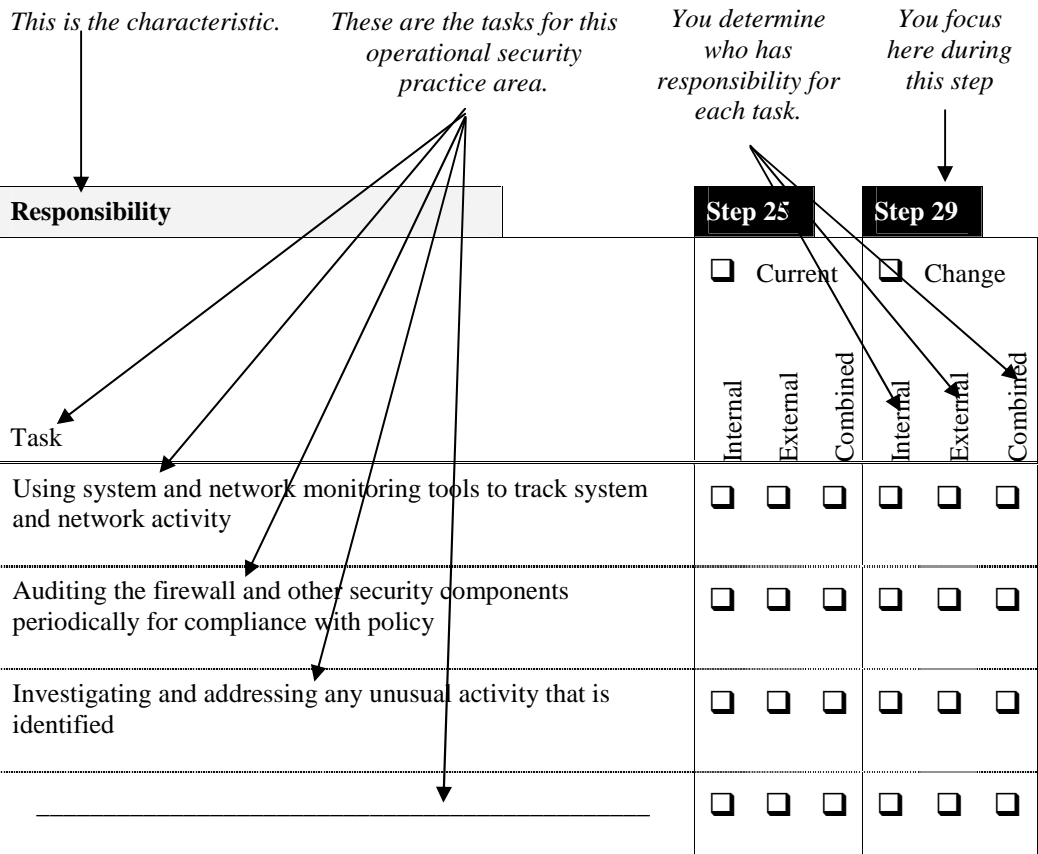 This is the characteristic.
These are the tasks for this
operational security
practice area.
You determine
who has
responsibility for
each task.
You focus
here during
this step
Responsibility
Step 25
Step 29
❑ Current
❑ Change
Task
Internal
External
Combined
Internal
External
Combined
Using system and network monitoring tools to track system
and network activity
❑ ❑ ❑ ❑ ❑ ❑
Auditing the firewall and other security components
periodically for compliance with policy
❑ ❑ ❑ ❑ ❑ ❑
Investigating and addressing any unusual activity that is
identified
❑ ❑ ❑ ❑ ❑ ❑
_______________________________________________
❑ ❑ ❑ ❑ ❑ ❑